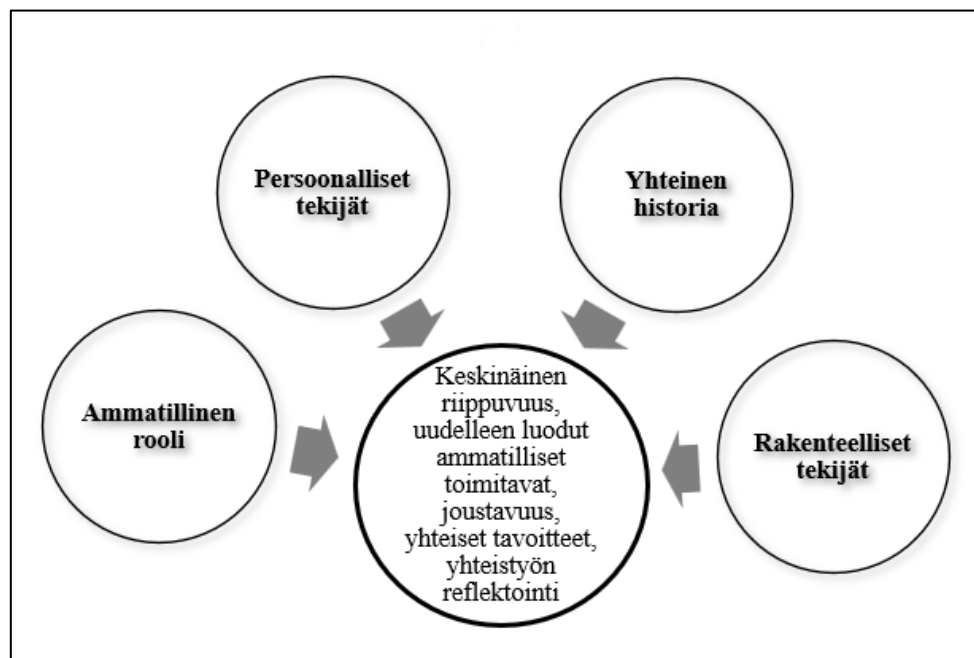 Persoonalliset
tekijät
Yhteinen
historia
Ammatillinen
rooli
Keskinäinen
riippuvuus,
uudelleen luodut
ammatilliset
toimitavat,
joustavuus,
yhteiset tavoitteet,
yhteistyön
reflektointi
Rakenteelliset
tekijät